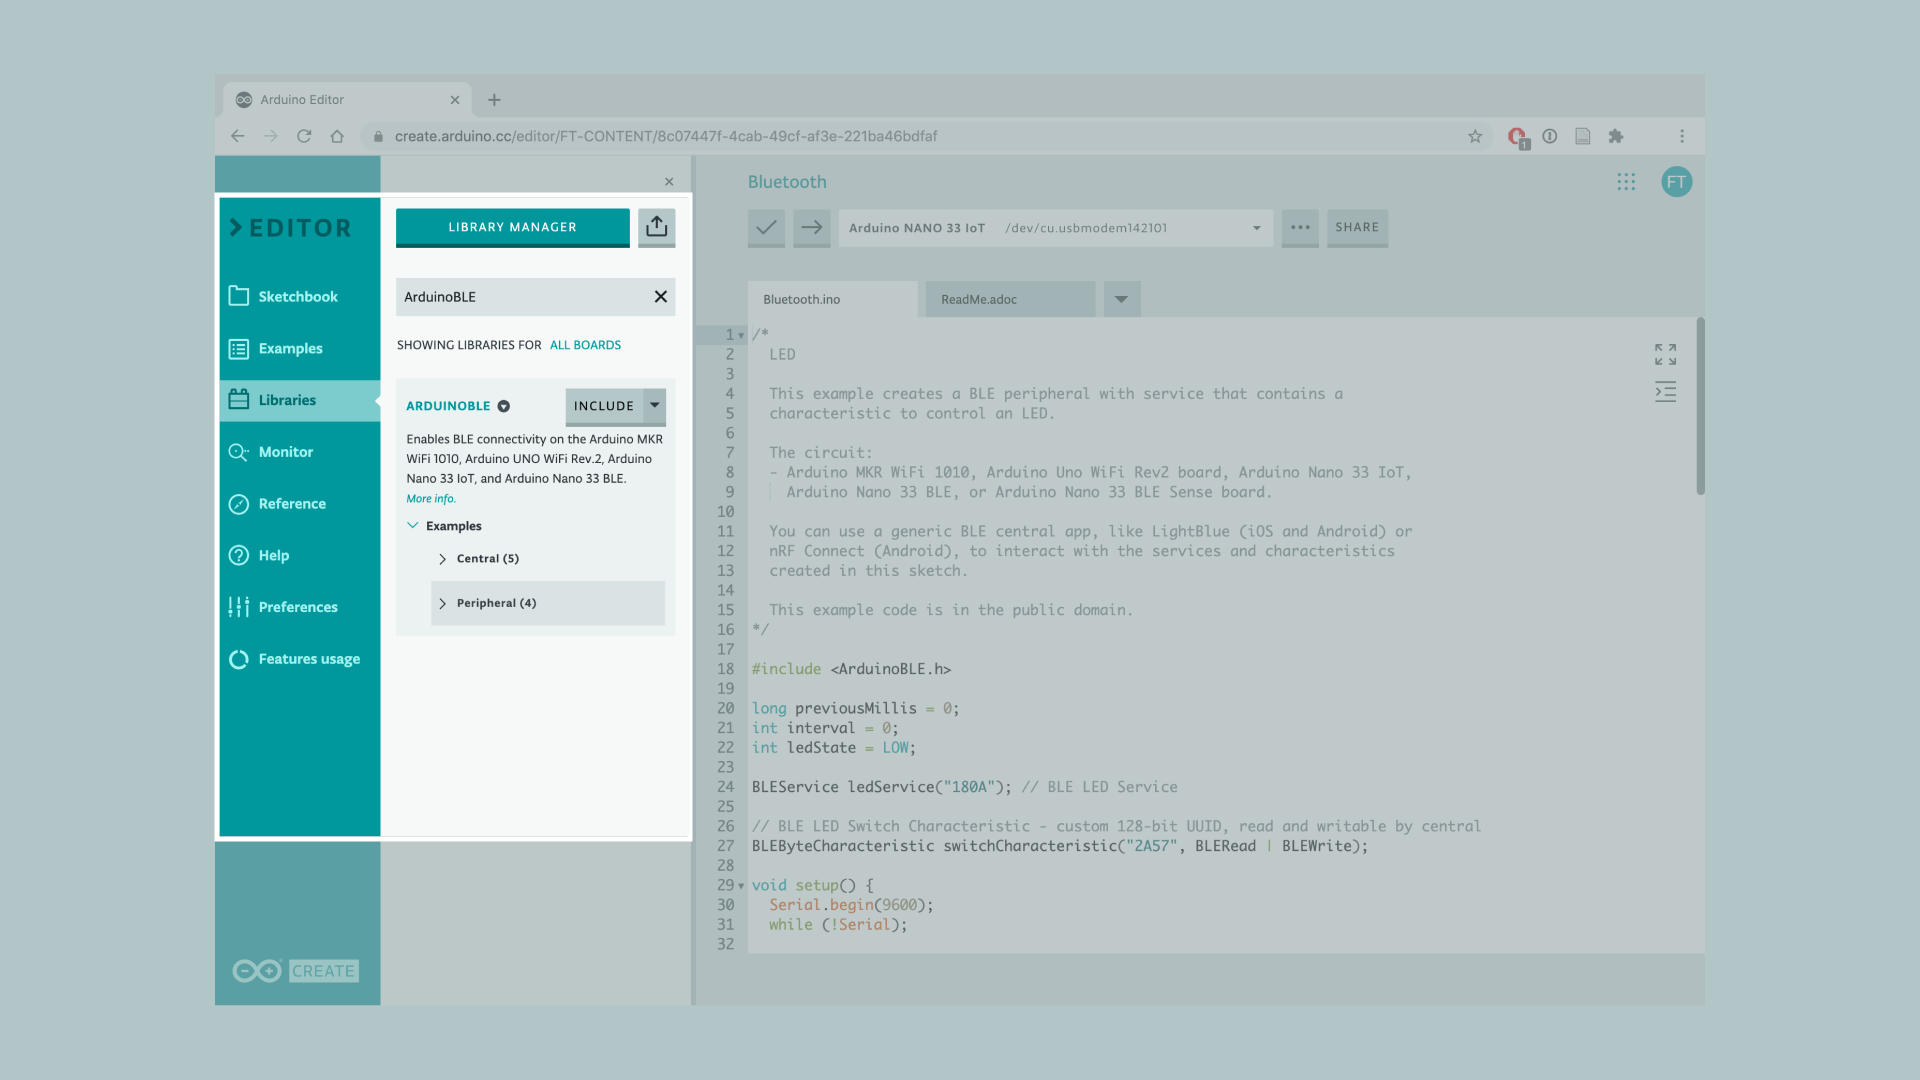 Arduino Editor
create.arduino.cc/editor/FT-CONTENT/8c07447f-4cab-49cf-af3e-221ba46bdfaf
1
EDITOR
Sketchbook
Examples
Libraries
Monitor
Reference
Help
Preferences
Features usage
CREATE
LIBRARY MANAGER
ArduinoBLE
SHOWING LIBRARIES FOR ALL BOARDS
ARDUINOBLE
INCLUDE
Enables BLE connectivity on the Arduino MKR
WiFi 1010, Arduino UNO WiFi Rev.2, Arduino
Nano 33 IoT, and Arduino Nano 33 BLE.
More info.
Examples
Central (5)
Peripheral (4)
Bluetooth
FT
Arduino NANO 33 IoT /dev/cu.usbmodem142101
SHARE
Bluetooth.ino
ReadMe.adoc
1 /*
2 LED
3
4 This example creates a BLE peripheral with service that contains a
5 characteristic to control an LED.
6
7 The circuit:
8 - Arduino MKR WiFi 1010, Arduino Uno WiFi Rev2 board, Arduino Nano 33 IoT,
9 Arduino Nano 33 BLE, or Arduino Nano 33 BLE Sense board.
10
11 You can use a generic BLE central app, like LightBlue (iOS and Android) or
12 nRF Connect (Android), to interact with the services and characteristics
13 created in this sketch.
14
15 This example code is in the public domain.
16 */
17
18 #include <ArduinoBLE.h>
19
20 long previousMillis = 0;
21 int interval = 0;
22 int ledState = LOW;
23
24 BLEService ledService("180A"); // BLE LED Service
25
26 // BLE LED Switch Characteristic - custom 128-bit UUID, read and writable by central
27 BLEByteCharacteristic switchCharacteristic("2A57", BLERead | BLEWrite);
28
29 void setup() {
30 Serial.begin(9600);
31 while (!Serial);
32